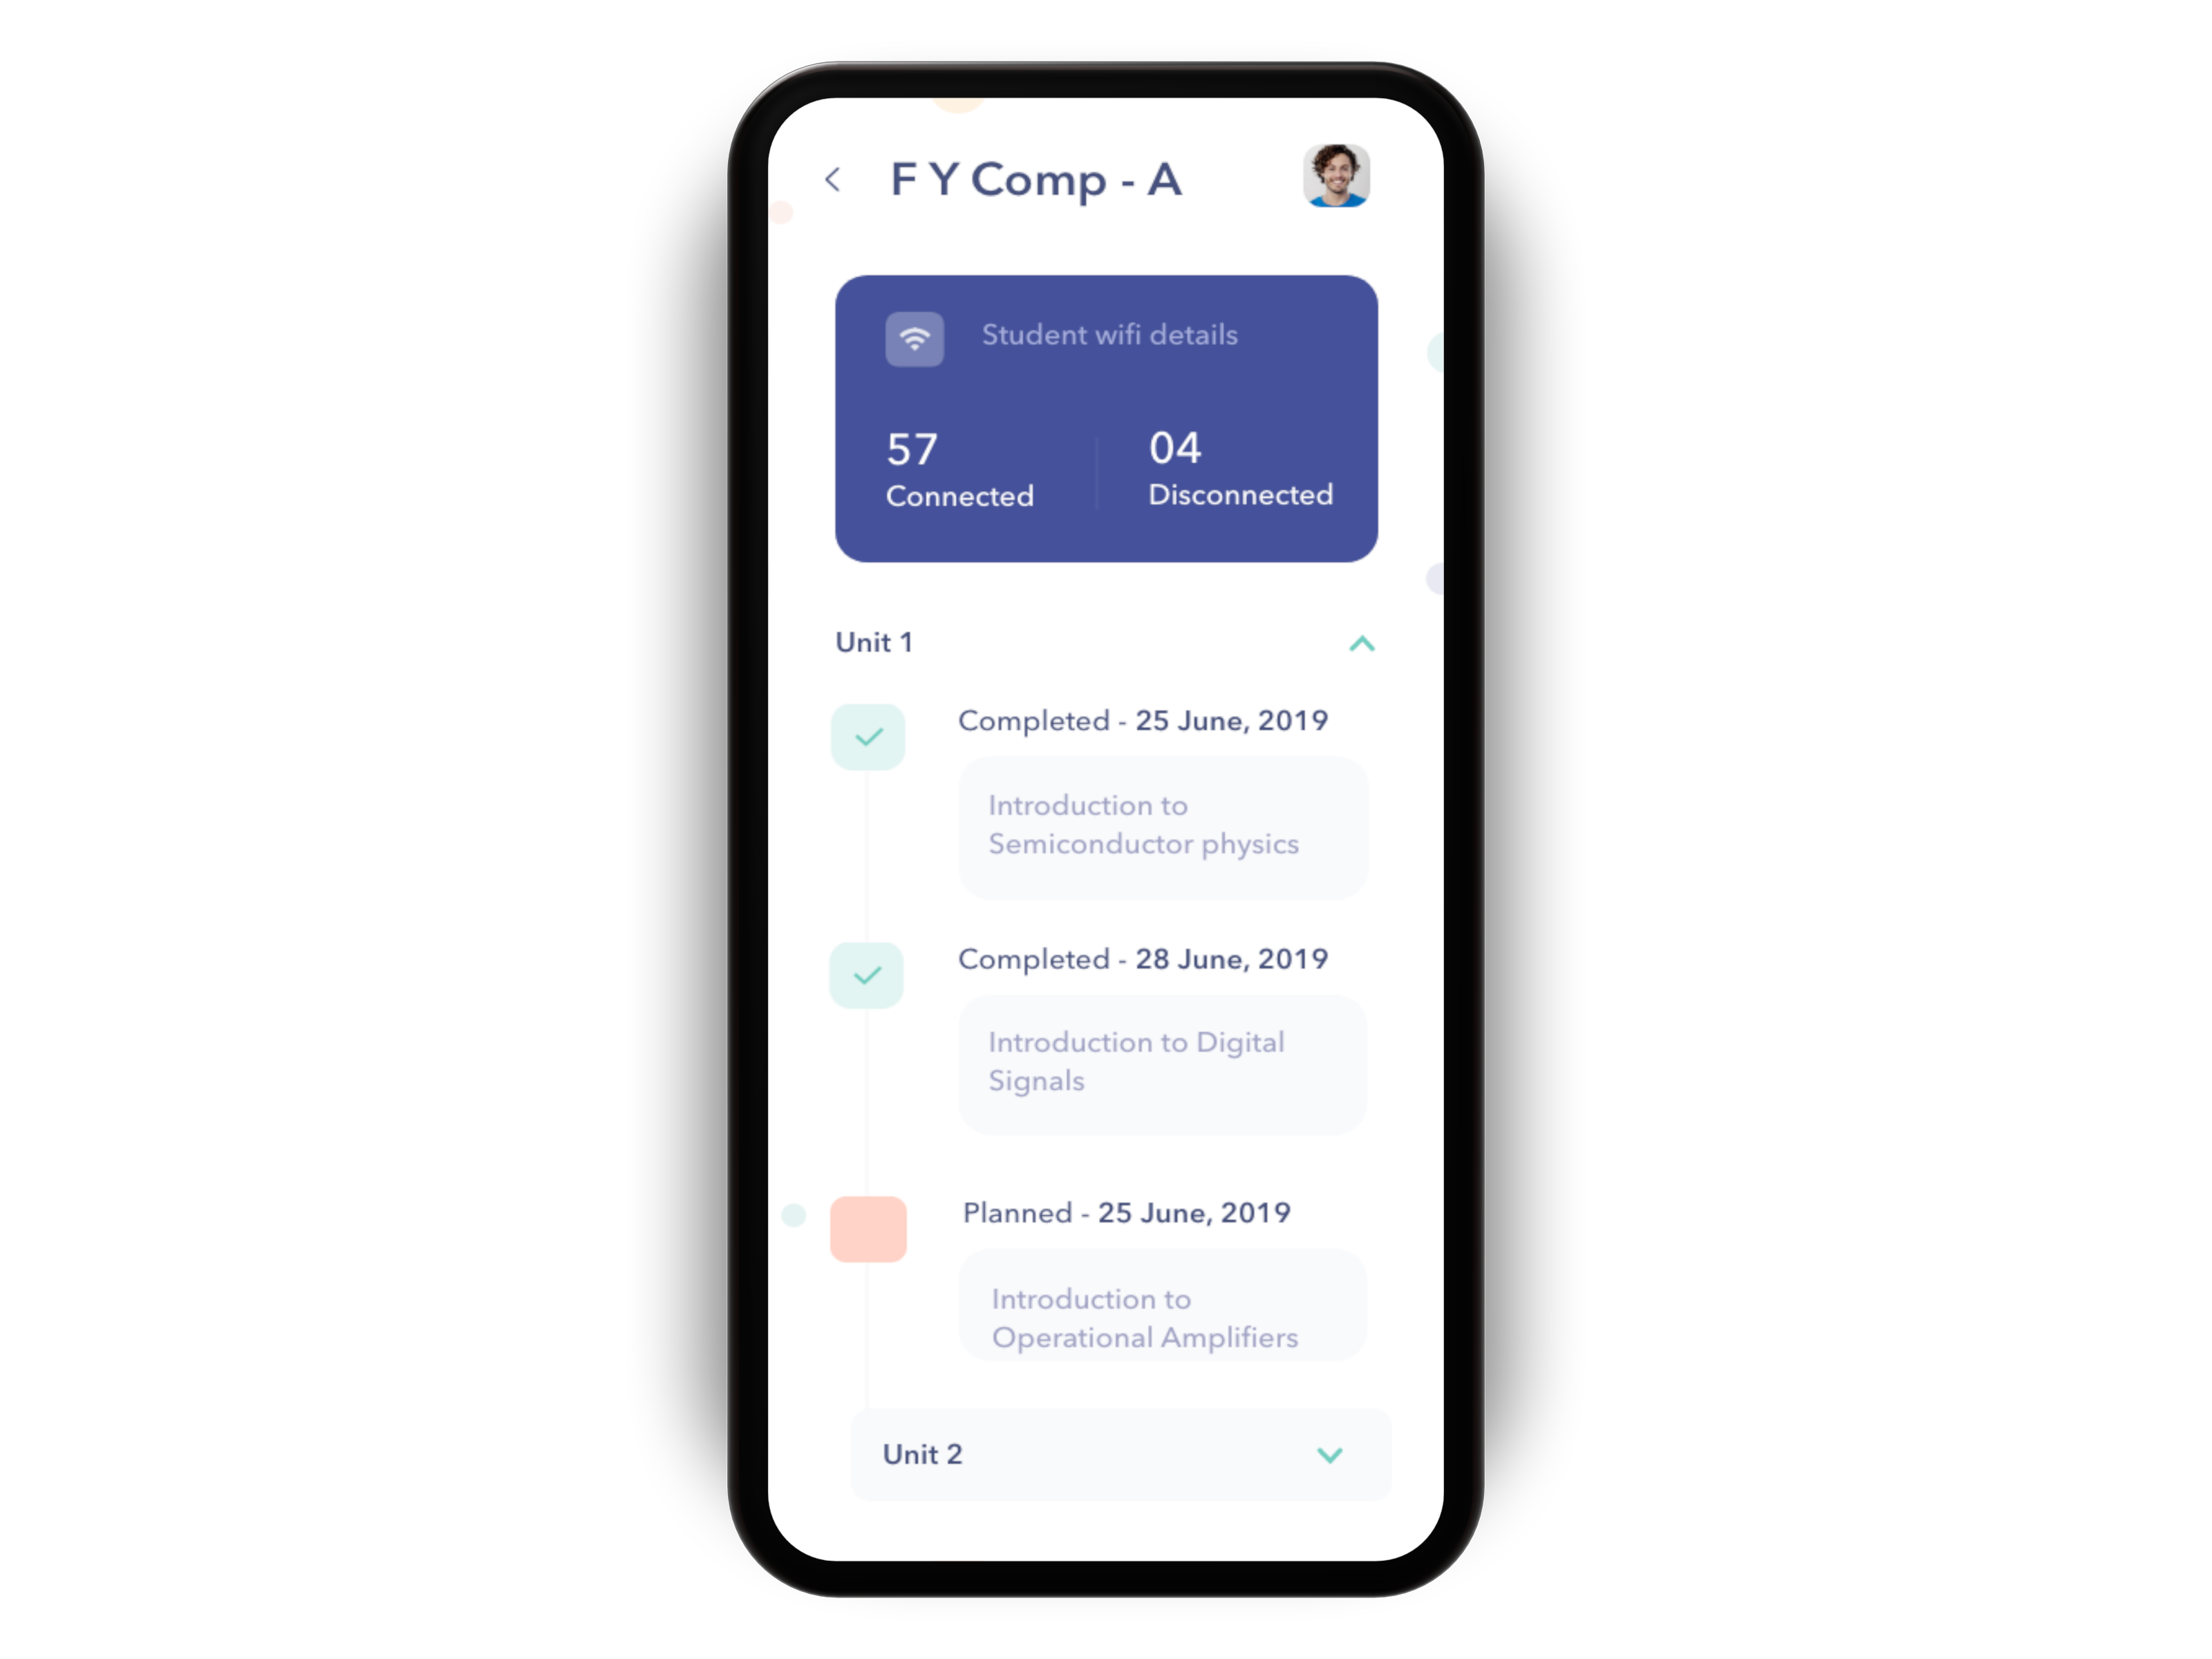 F Y Comp - A
Student wifi details
57
Connected
04
Disconnected
Unit 1
Completed - 25 June, 2019
Introduction to
Semiconductor physics
Completed - 28 June, 2019
Introduction to Digital
Signals
Planned - 25 June, 2019
Introduction to
Operational Amplifiers
Unit 2